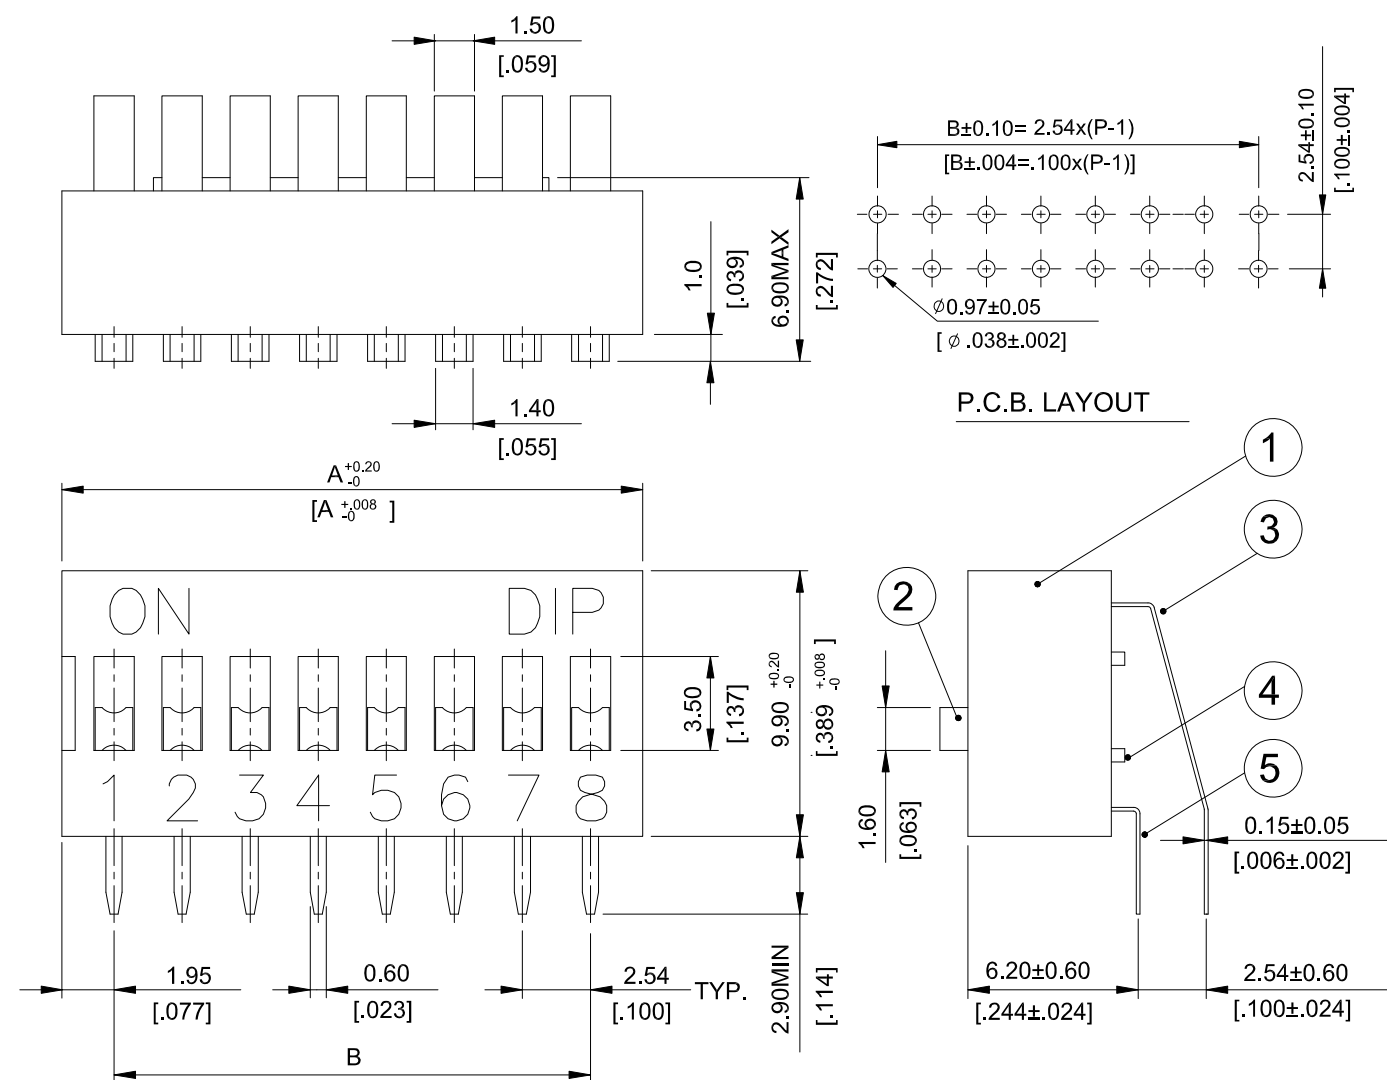 1.50
[.059]
B±0.10= 2.54x(P-1)
[B±.004=.100x(P-1)]
2.54±0.10
[.100±.004]
1.0
[.039]
6.90MAX
[.272]
⌀0.97±0.05
[ ⌀ .038±.002]
P.C.B. LAYOUT
1.40
[.055]
A +0.20 -0
[A +.008 -0 ]
1
3
2
4
5
ON DIP
1 2 3 4 5 6 7 8
3.50
[.137]
9.90 +0.20 -0
[.389 +.008 -0 ]
1.60
[.063]
0.15±0.05
[.006±.002]
1.95
[.077]
0.60
[.023]
2.54
[.100]
TYP.
2.90MIN
[.114]
6.20±0.60
[.244±.024]
2.54±0.60
[.100±.024]
B